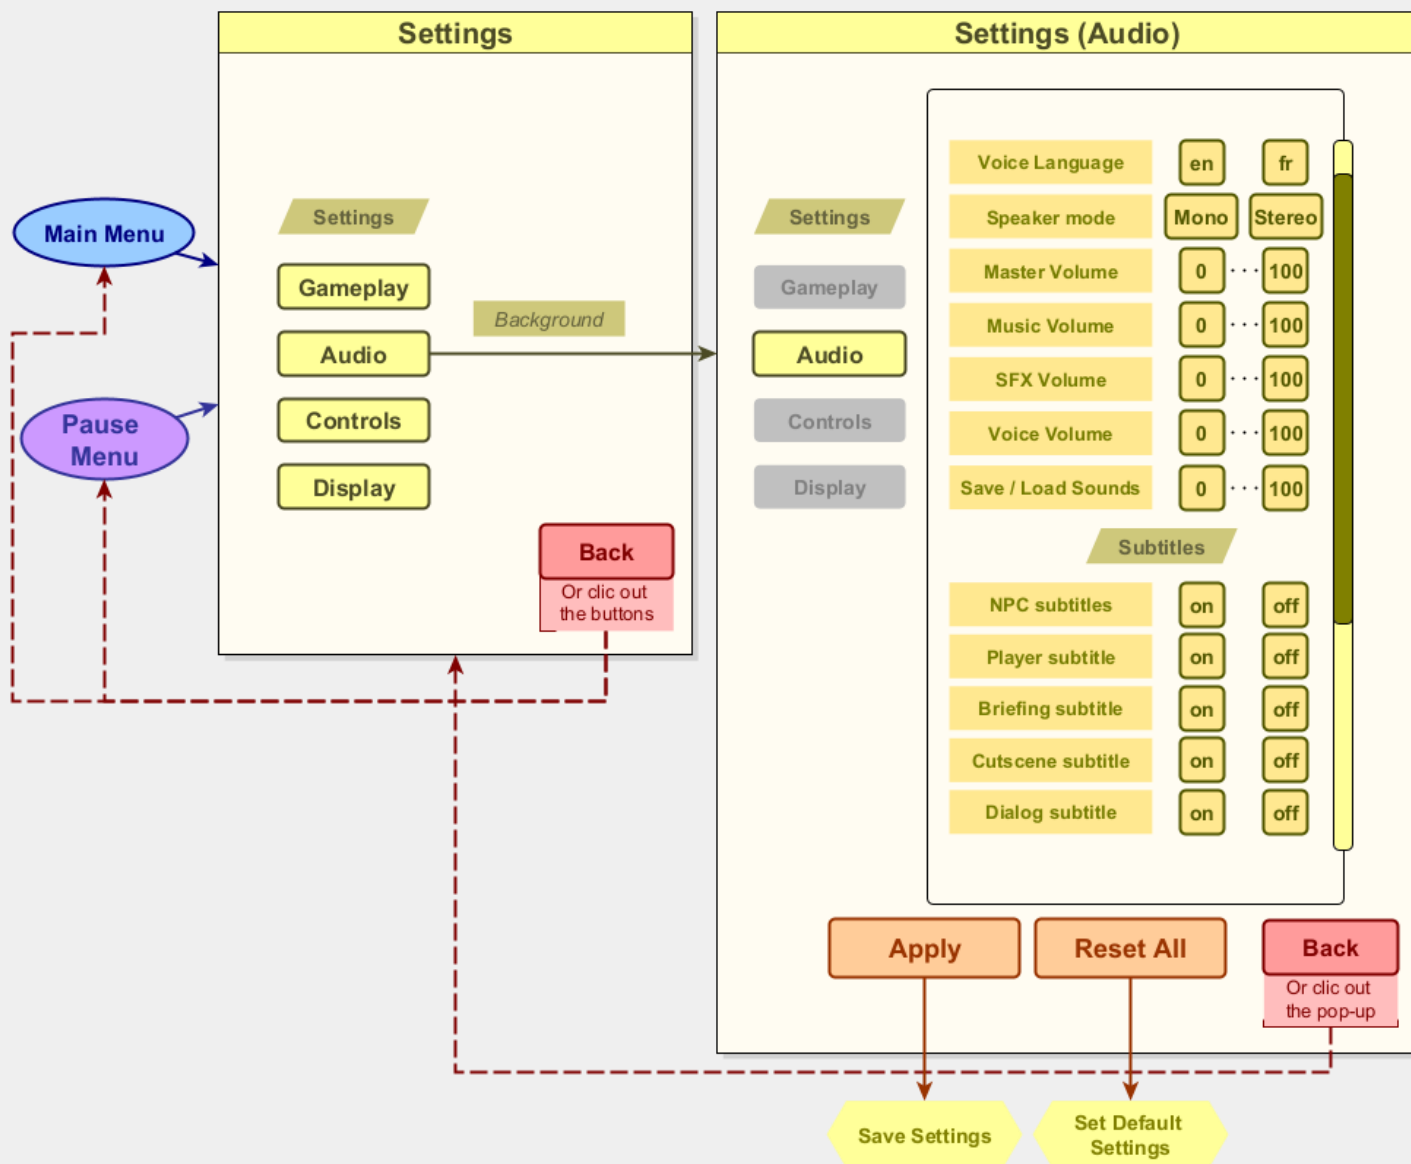 Settings
Settings (Audio)
Main Menu
Pause
Menu
Settings
Gameplay
Audio
Controls
Display
Background
Back
Or clic out
the buttons
Settings
Gameplay
Audio
Controls
Display
Voice Language en fr
Speaker mode Mono Stereo
Master Volume 0 ··· 100
Music Volume 0 ··· 100
SFX Volume 0 ··· 100
Voice Volume 0 ··· 100
Save / Load Sounds 0 ··· 100
Subtitles
NPC subtitles on off
Player subtitle on off
Briefing subtitle on off
Cutscene subtitle on off
Dialog subtitle on off
Apply
Reset All
Back
Or clic out
the pop-up
Save Settings
Set Default
Settings